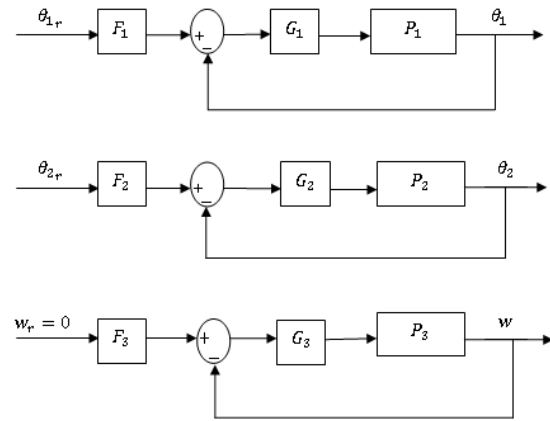 θ₁ᵣ F₁ + − G₁ P₁ θ₁
θ₂ᵣ F₂ + − G₂ P₂ θ₂
wᵣ = 0 F₃ + − G₃ P₃ w